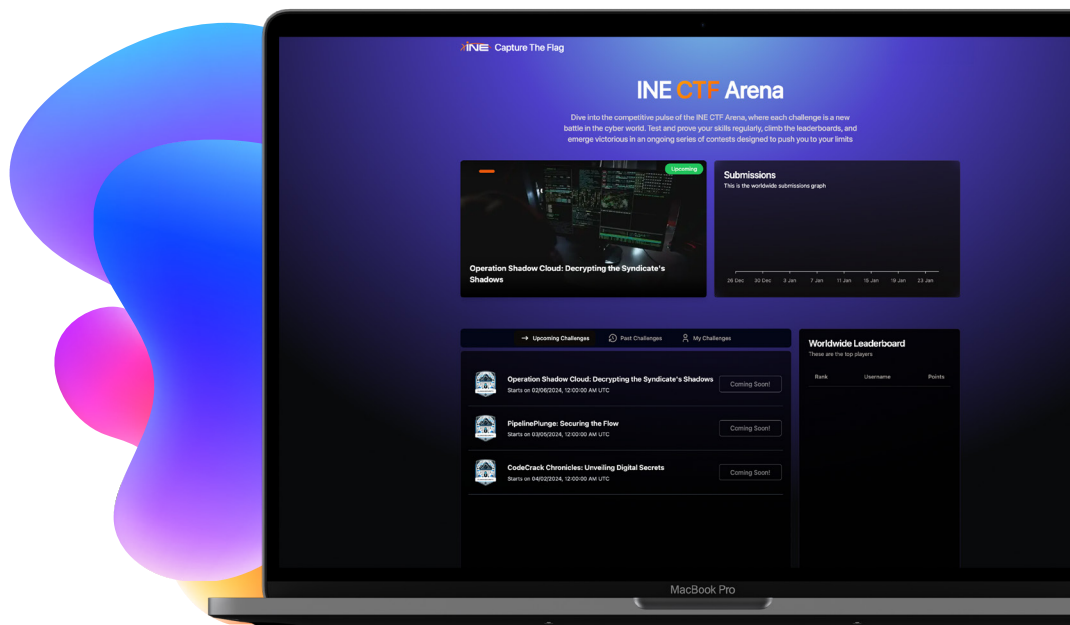 INE Capture The Flag
INE CTF Arena
Dive into the competitive pulse of the INE CTF Arena, where each challenge is a new
battle in the cyber world. Test and prove your skills regularly, climb the leaderboards, and
emerge victorious in an ongoing series of contests designed to push you to your limits
Upcoming
Operation Shadow Cloud: Decrypting the Syndicate's
Shadows
Submissions
This is the worldwide submissions graph
26 Dec 30 Dec 3 Jan 7 Jan 11 Jan 15 Jan 19 Jan 23 Jan
Upcoming Challenges Past Challenges My Challenges
Operation Shadow Cloud: Decrypting the Syndicate's Shadows
Starts on 02/06/2024, 12:00:00 AM UTC
Coming Soon!
PipelinePlunge: Securing the Flow
Starts on 03/05/2024, 12:00:00 AM UTC
Coming Soon!
CodeCrack Chronicles: Unveiling Digital Secrets
Starts on 04/02/2024, 12:00:00 AM UTC
Coming Soon!
Worldwide Leaderboard
These are the top players
Rank Username Points
MacBook Pro